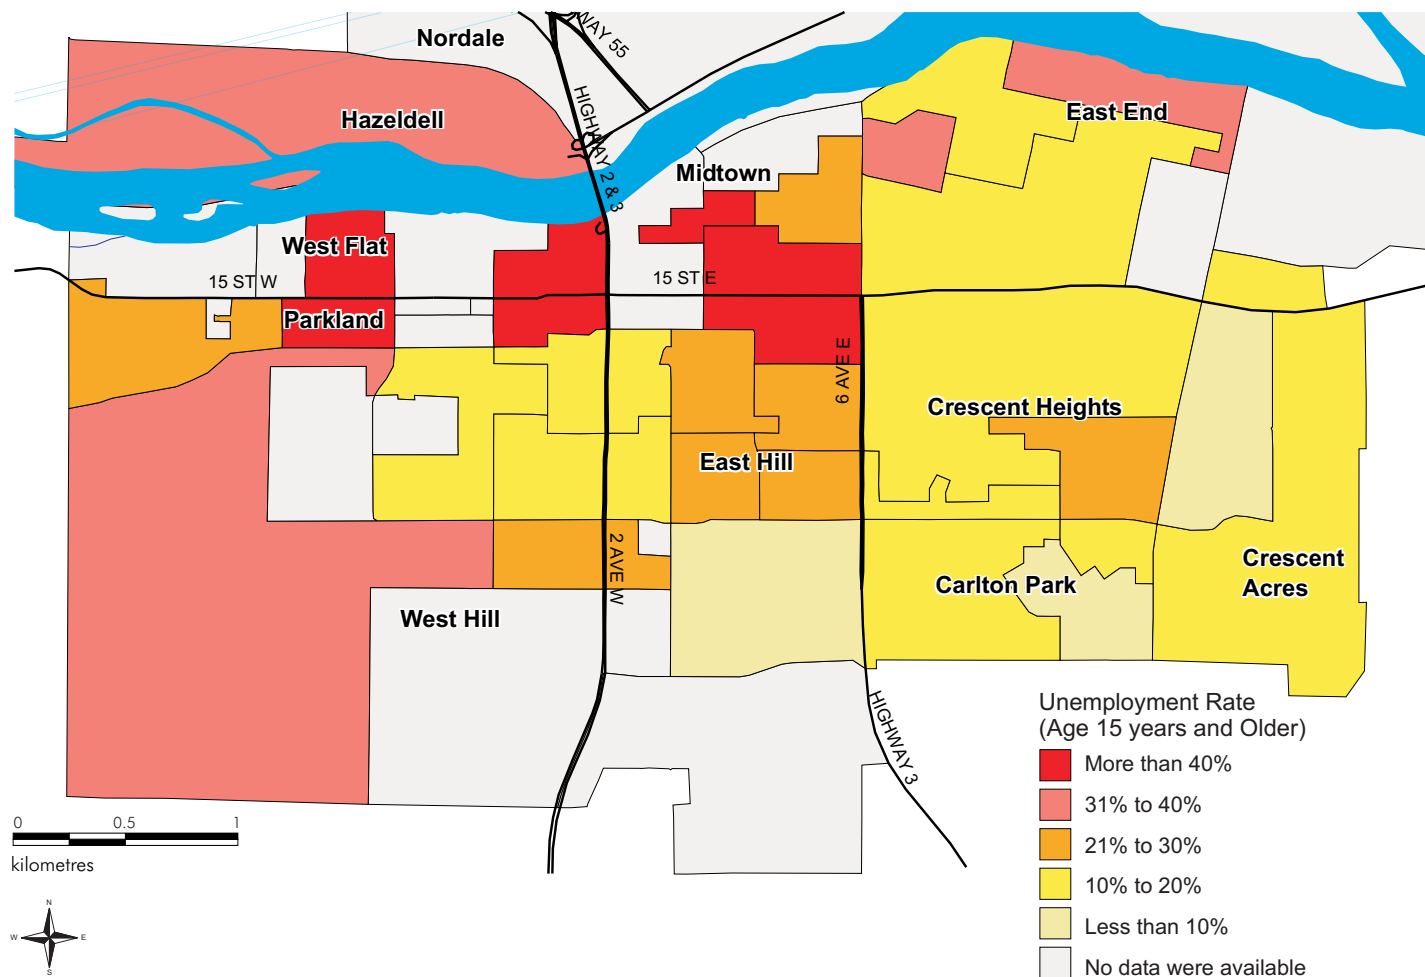 Nordale
WAY 55
Hazeldell
HIGHWAY 2 & 3
East End
Midtown
West Flat
15 ST W
15 ST E
Parkland
6 AVE E
Crescent Heights
East Hill
2 AVE W
Crescent
Acres
Carlton Park
West Hill
HIGHWAY 3
Unemployment Rate
(Age 15 years and Older)
More than 40%
31% to 40%
21% to 30%
10% to 20%
Less than 10%
No data were available
0 0.5 1
kilometres
N
W E
S